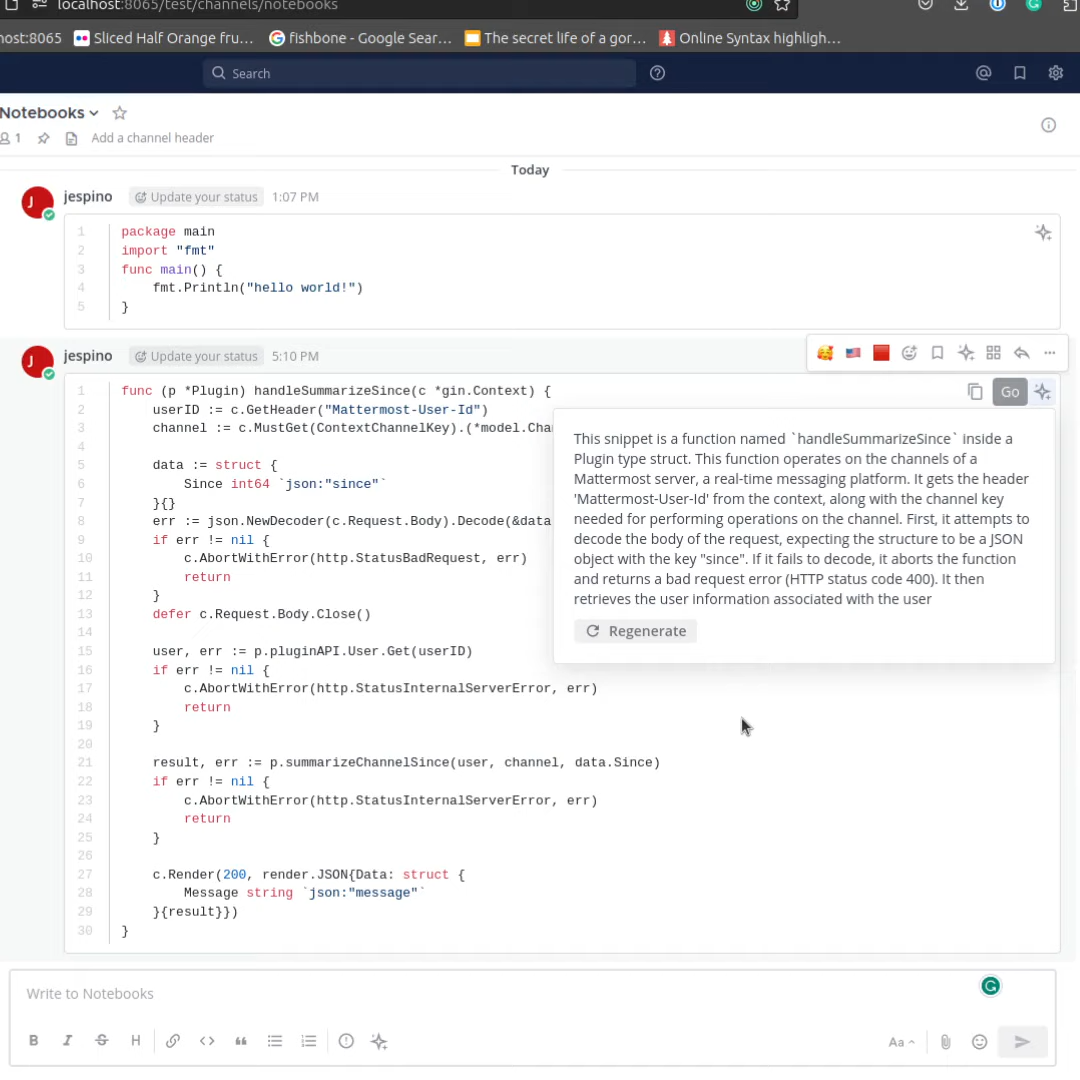 localhost:8065/test/channels/notebooks
host:8065 Sliced Half Orange fru... fishbone - Google Sear... The secret life of a gor... Online Syntax highligh...
Search
Notebooks
1 Add a channel header
Today
J jespino Update your status 1:07 PM
1 package main
2 import "fmt"
3 func main() {
4 fmt.Println("hello world!")
5 }
J jespino Update your status 5:10 PM
Go
1 func (p *Plugin) handleSummarizeSince(c *gin.Context) {
2 userID := c.GetHeader("Mattermost-User-Id")
3 channel := c.MustGet(ContextChannelKey).(*model.Cha
4
5 data := struct {
6 Since int64 `json:"since"`
7 }{}
8 err := json.NewDecoder(c.Request.Body).Decode(&data
9 if err != nil {
10 c.AbortWithError(http.StatusBadRequest, err)
11 return
12 }
13 defer c.Request.Body.Close()
14
15 user, err := p.pluginAPI.User.Get(userID)
16 if err != nil {
17 c.AbortWithError(http.StatusInternalServerError, err)
18 return
19 }
20
21 result, err := p.summarizeChannelSince(user, channel, data.Since)
22 if err != nil {
23 c.AbortWithError(http.StatusInternalServerError, err)
24 return
25 }
26
27 c.Render(200, render.JSON{Data: struct {
28 Message string `json:"message"`
29 }{result}})
30 }
This snippet is a function named `handleSummarizeSince` inside a
Plugin type struct. This function operates on the channels of a
Mattermost server, a real-time messaging platform. It gets the header
'Mattermost-User-Id' from the context, along with the channel key
needed for performing operations on the channel. First, it attempts to
decode the body of the request, expecting the structure to be a JSON
object with the key "since". If it fails to decode, it aborts the function
and returns a bad request error (HTTP status code 400). It then
retrieves the user information associated with the user
Regenerate
Write to Notebooks
B I S H Aa